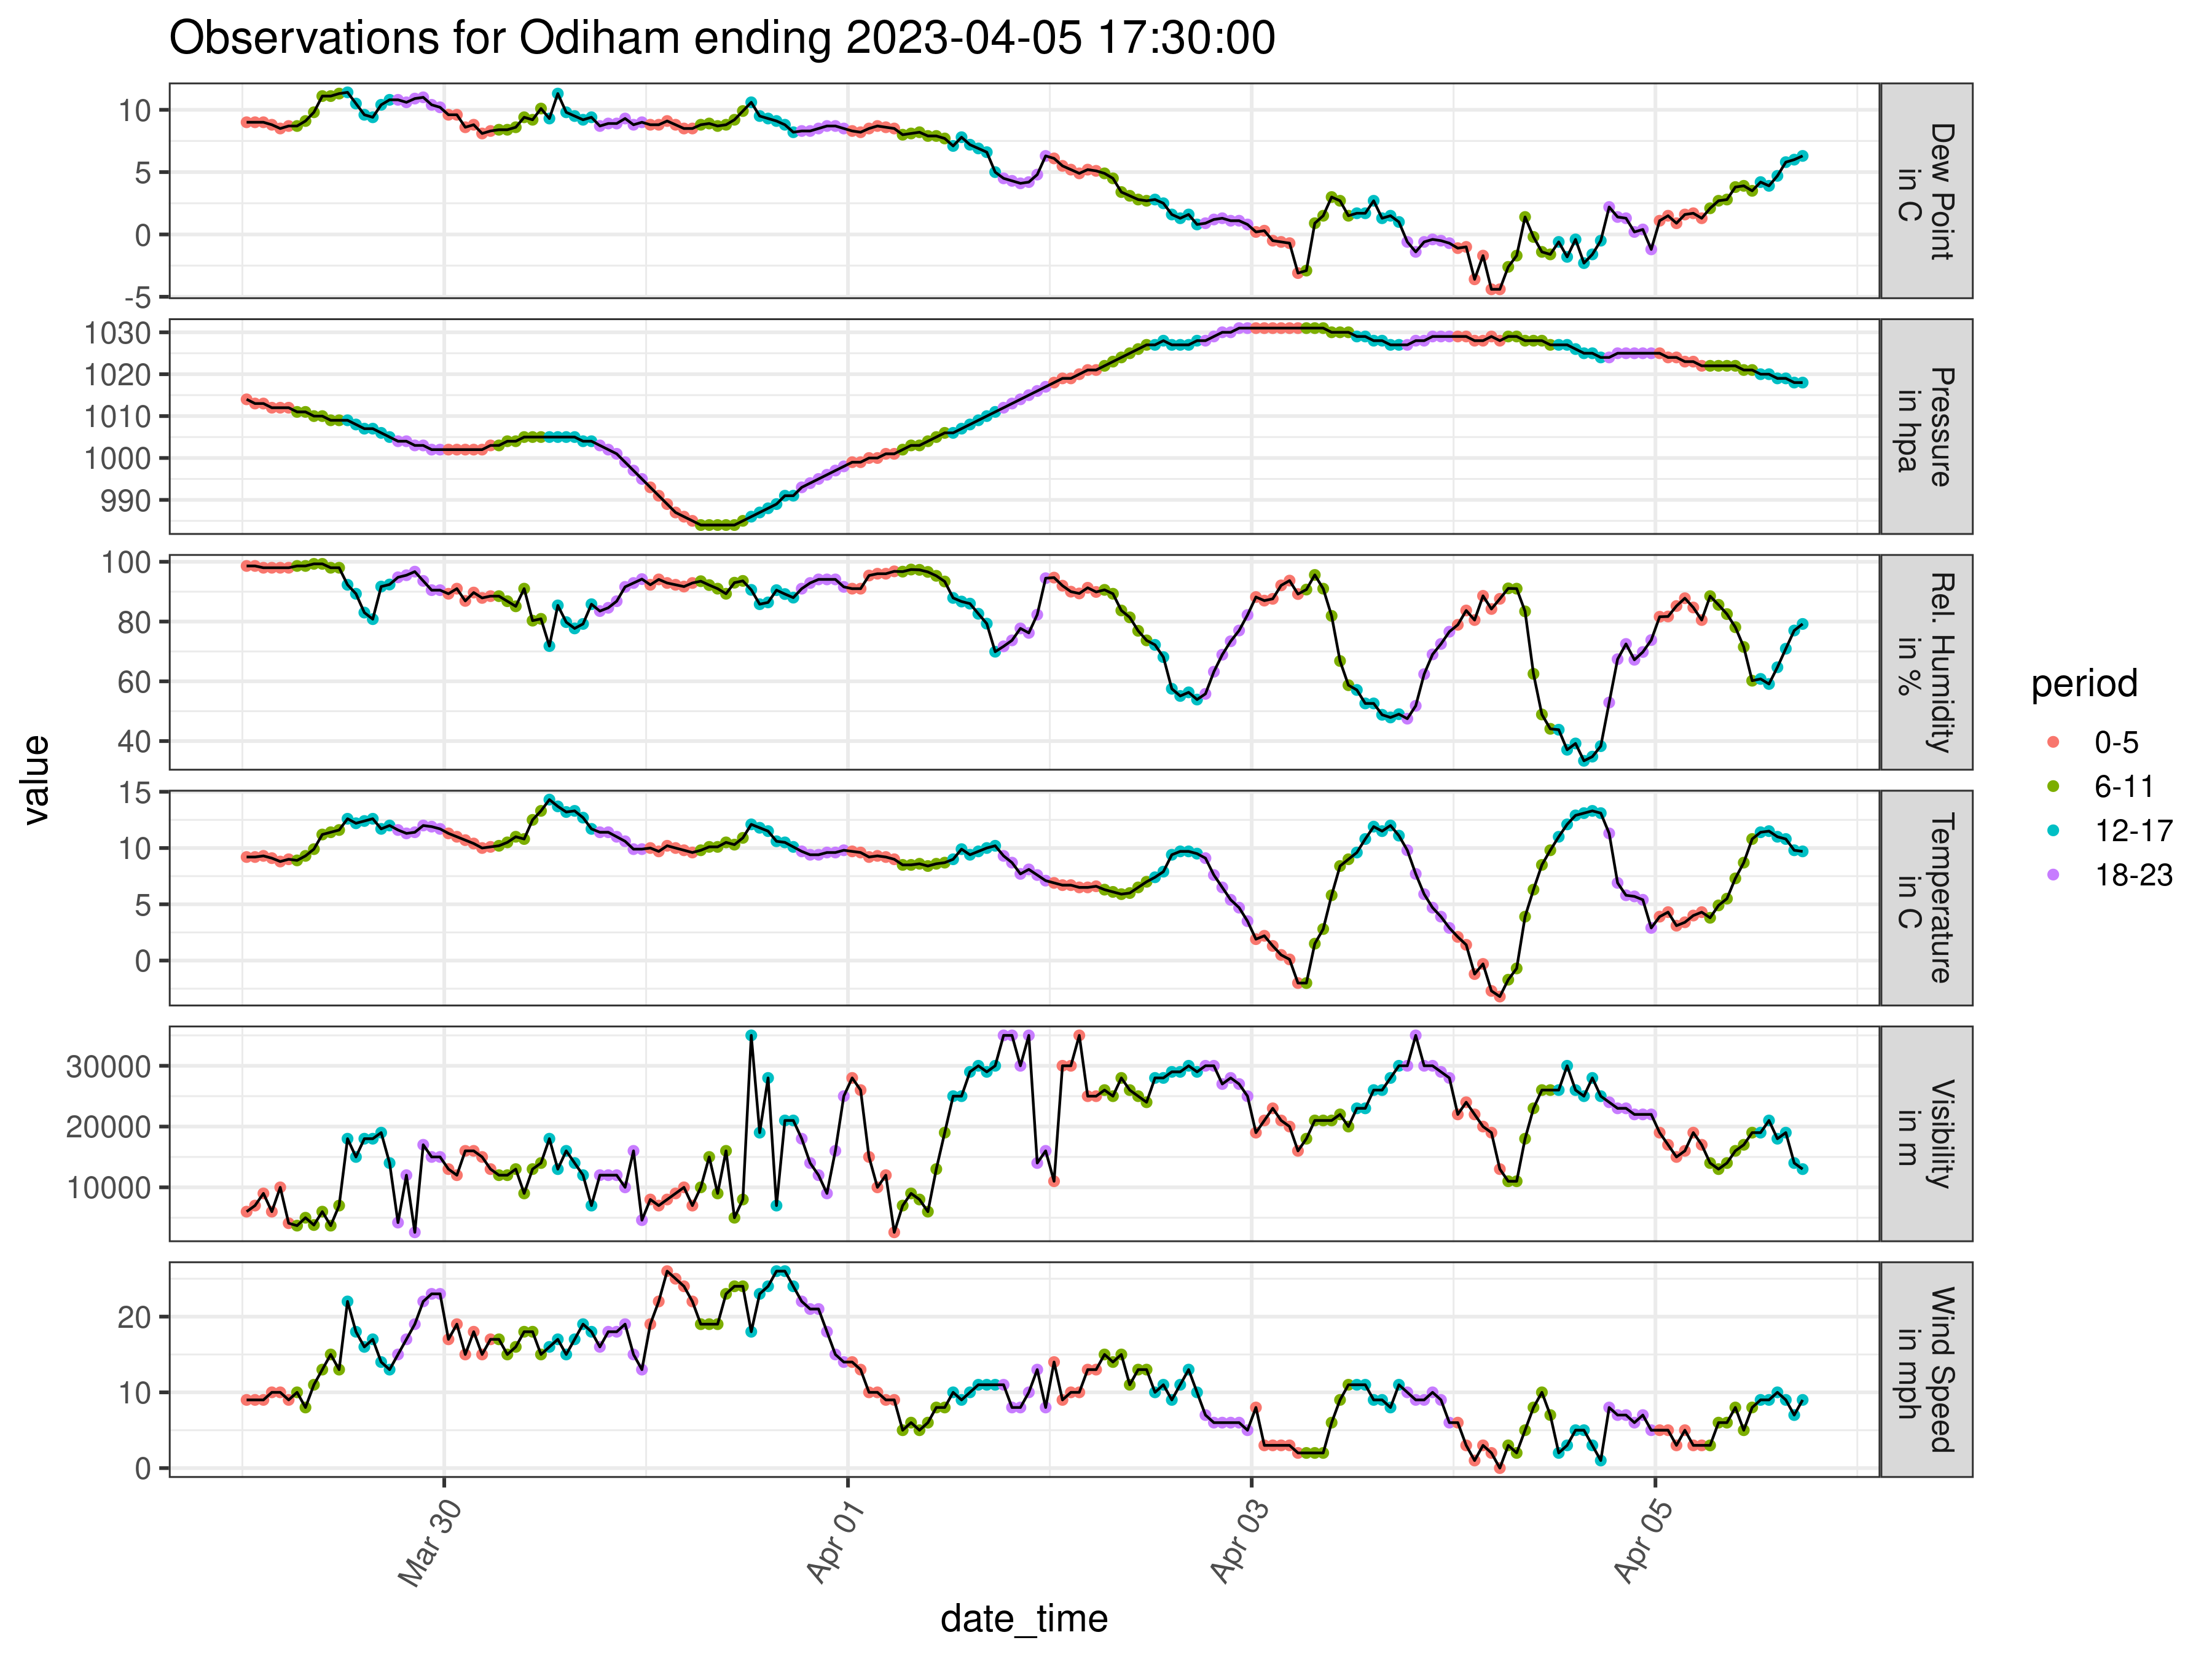 Observations for Odiham ending 2023-04-05 17:30:00
value
10
5
0
-5
Dew Point
in C
1030
1020
1010
1000
990
Pressure
in hpa
100
80
60
40
Rel. Humidity
in %
15
10
5
0
Temperature
in C
30000
20000
10000
Visibility
in m
20
10
0
Wind Speed
in mph
Mar 30
Apr 01
Apr 03
Apr 05
date_time
period
0-5
6-11
12-17
18-23